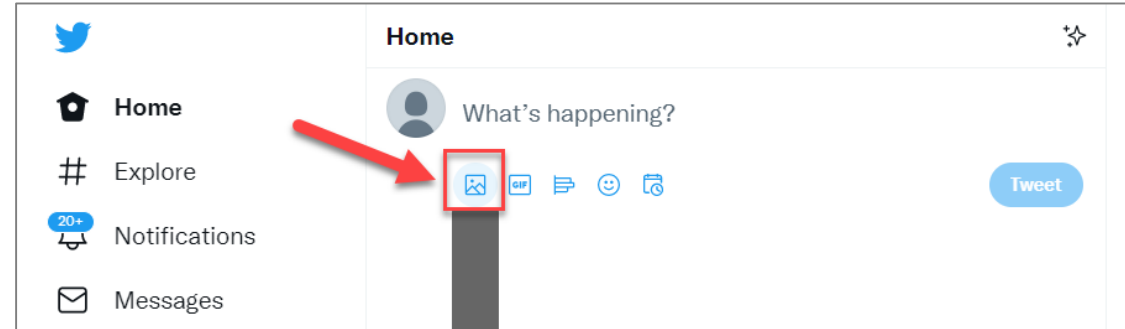 Home
Home
What's happening?
Explore
GIF
Tweet
20+
Notifications
Messages